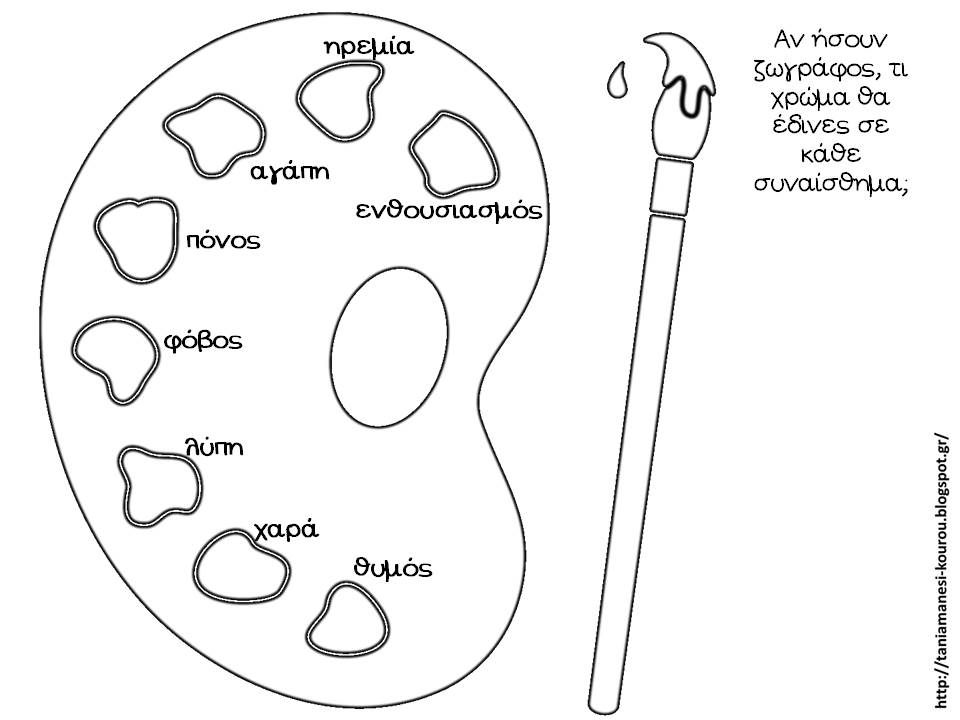 ηρεμία
αγάπη
ενθουσιασμός
πόνος
φόβος
λύπη
χαρά
θυμός
Αν ήσουν
ζωγράφος, τι
χρώμα θα
έδινες σε
κάθε
συναίσθημα;
http://taniamanesi-kourou.blogspot.gr/